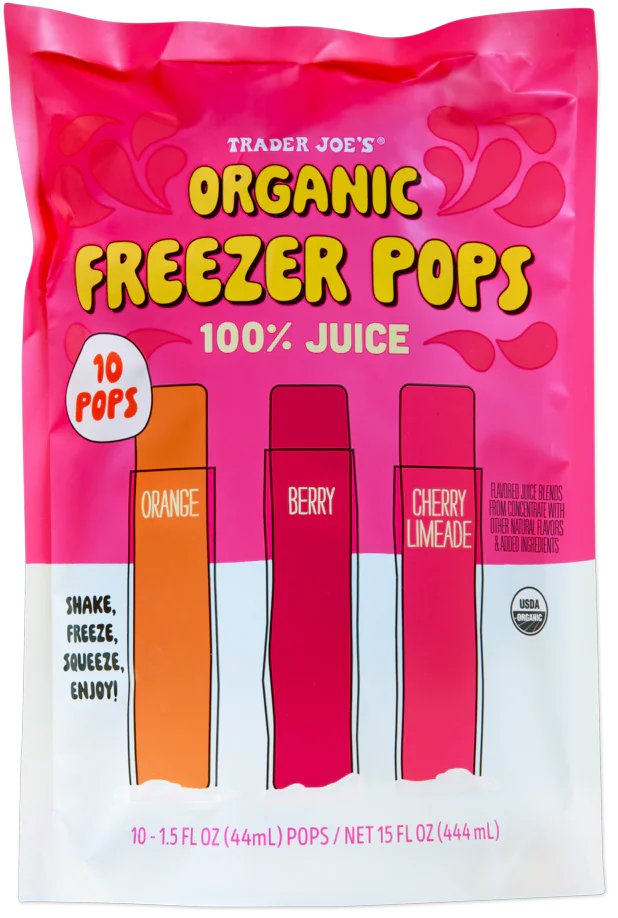 TRADER JOE'S®
ORGANIC
FREEZER POPS
100% JUICE
10
POPS
ORANGE
BERRY
CHERRY
LIMEADE
FLAVORED JUICE BLENDS
FROM CONCENTRATE WITH
OTHER NATURAL FLAVORS
& ADDED INGREDIENTS
SHAKE,
FREEZE,
SQUEEZE,
ENJOY!
USDA
ORGANIC
10 - 1.5 FL OZ (44mL) POPS / NET 15 FL OZ (444 mL)